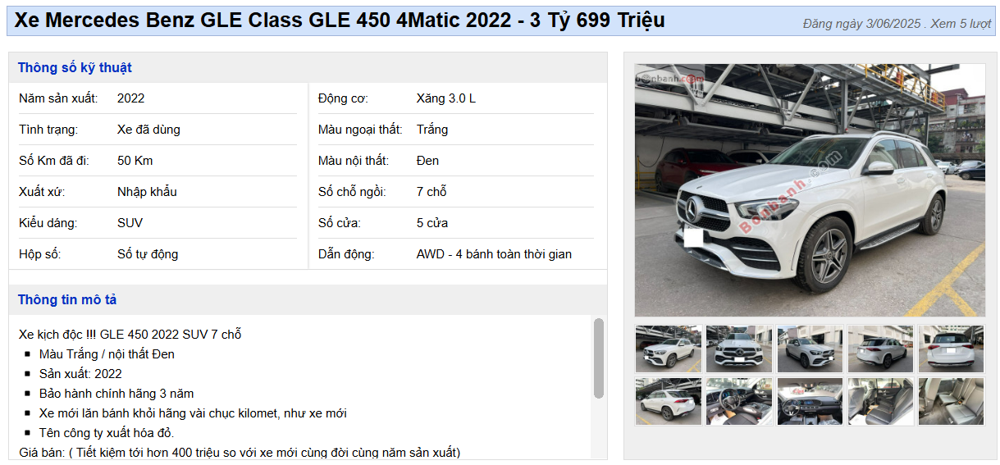 Xe Mercedes Benz GLE Class GLE 450 4Matic 2022 - 3 Tỷ 699 Triệu
Đăng ngày 3/06/2025 . Xem 5 lượt
Thông số kỹ thuật
Năm sản xuất: 2022
Tình trạng: Xe đã dùng
Số Km đã đi: 50 Km
Xuất xứ: Nhập khẩu
Kiểu dáng: SUV
Hộp số: Số tự động
Động cơ: Xăng 3.0 L
Màu ngoại thất: Trắng
Màu nội thất: Đen
Số chỗ ngồi: 7 chỗ
Số cửa: 5 cửa
Dẫn động: AWD - 4 bánh toàn thời gian
Thông tin mô tả
Xe kịch độc !!! GLE 450 2022 SUV 7 chỗ
Màu Trắng / nội thất Đen
Sản xuất: 2022
Bảo hành chính hãng 3 năm
Xe mới lăn bánh khỏi hãng vài chục kilomet, như xe mới
Tên công ty xuất hóa đỏ.
Giá bán: ( Tiết kiệm tới hơn 400 triệu so với xe mới cùng đời cùng năm sản xuất)
bonbanh.com
Bonbanh.com